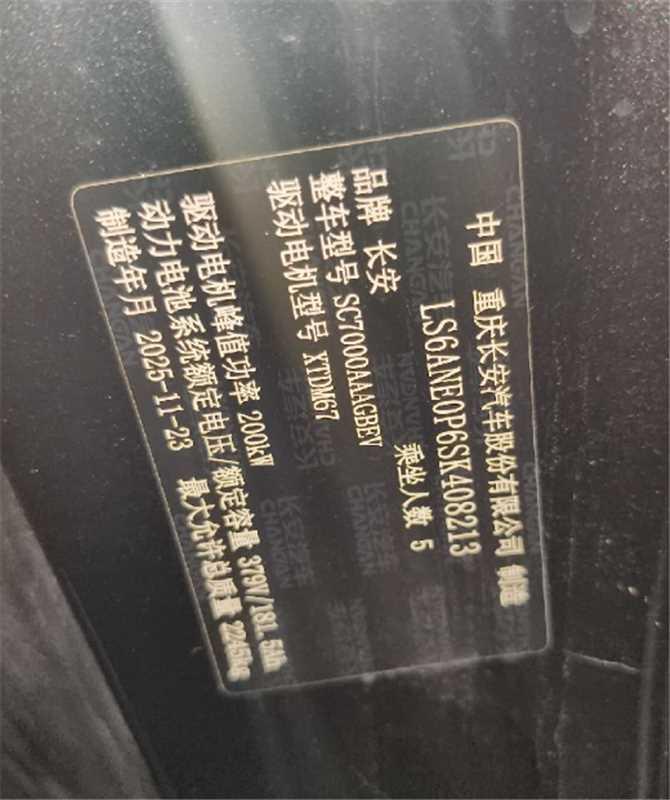 中国 重庆长安汽车股份有限公司 制造
LS6ANE0P6SK408213
品牌 长安 乘坐人数 5
整车型号 SC7000AAAGBEV
驱动电机型号 XTDM67
驱动电机峰值功率 200kW
动力电池系统额定电压/额定容量 379V/181.5Ah
制造年月 2025-11-23 最大允许总质量 2245kg